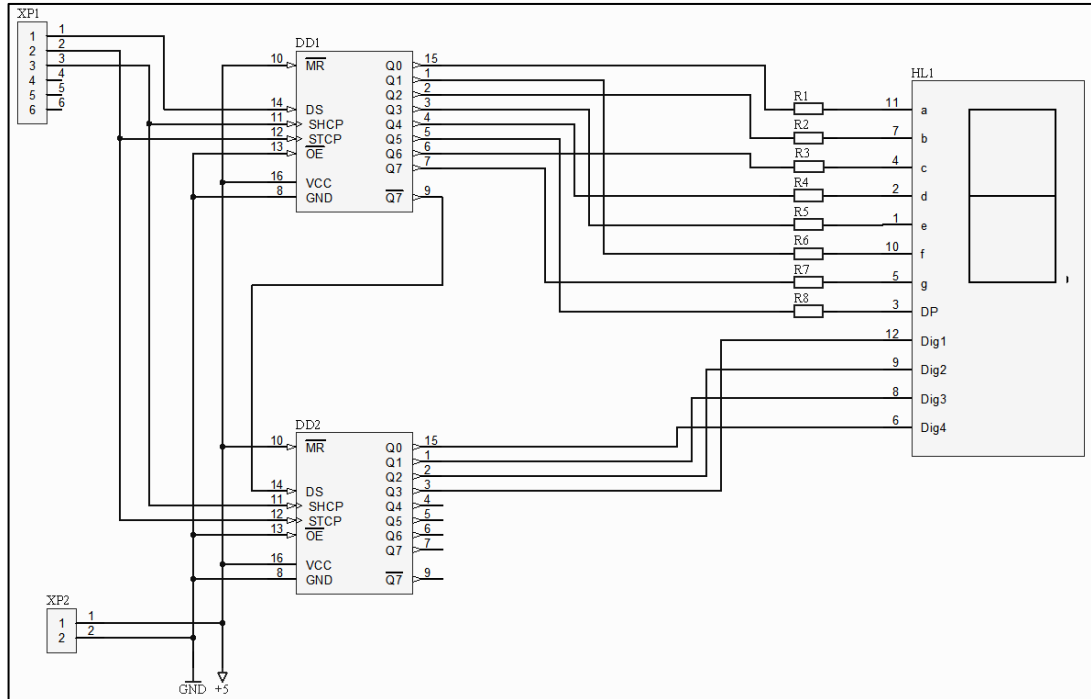 XP1
1 1
2 2
3 3
4 4
5 5
6 6
DD1
10 MR Q0 15
Q1 1
Q2 2
14 DS Q3 3
11 SHCP Q4 4
12 STCP Q5 5
13 OE Q6 6
Q7 7
16 VCC
8 GND Q7 9
HL1
R1 11 a
R2 7 b
R3 4 c
R4 2 d
R5 1 e
R6 10 f
R7 5 g
R8 3 DP
12 Dig1
9 Dig2
8 Dig3
6 Dig4
DD2
10 MR Q0 15
Q1 1
Q2 2
14 DS Q3 3
11 SHCP Q4 4
12 STCP Q5 5
13 OE Q6 6
Q7 7
16 VCC
8 GND Q7 9
XP2
1 1
2 2
GND +5